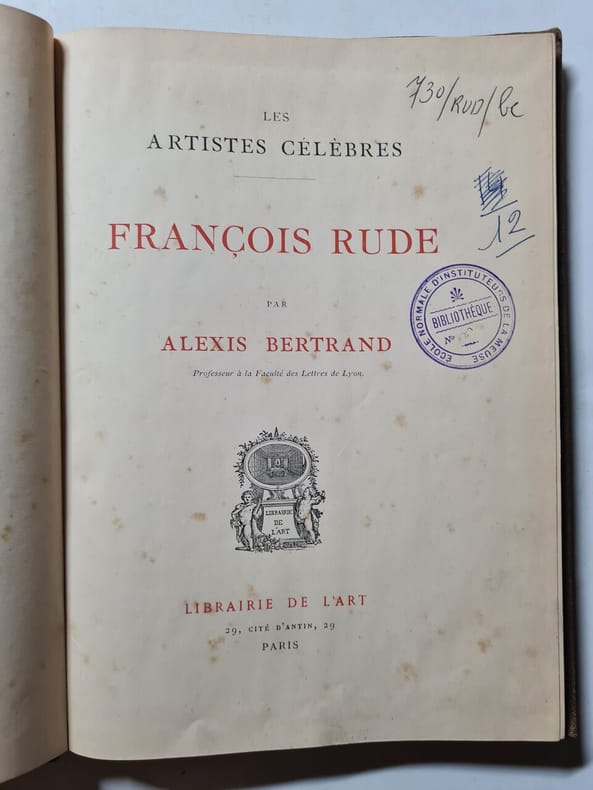 730/RUD/be
LES
ARTISTES CÉLÈBRES
12
FRANÇOIS RUDE
PAR
ALEXIS BERTRAND
Professeur à la Faculté des Lettres de Lyon.
ÉCOLE NORMALE D'INSTITUTEURS DE LA MEUSE
BIBLIOTHÈQUE
No
LIBRAIRIE
DE
L'ART
LIBRAIRIE DE L'ART
29, CITÉ D'ANTIN, 29
PARIS